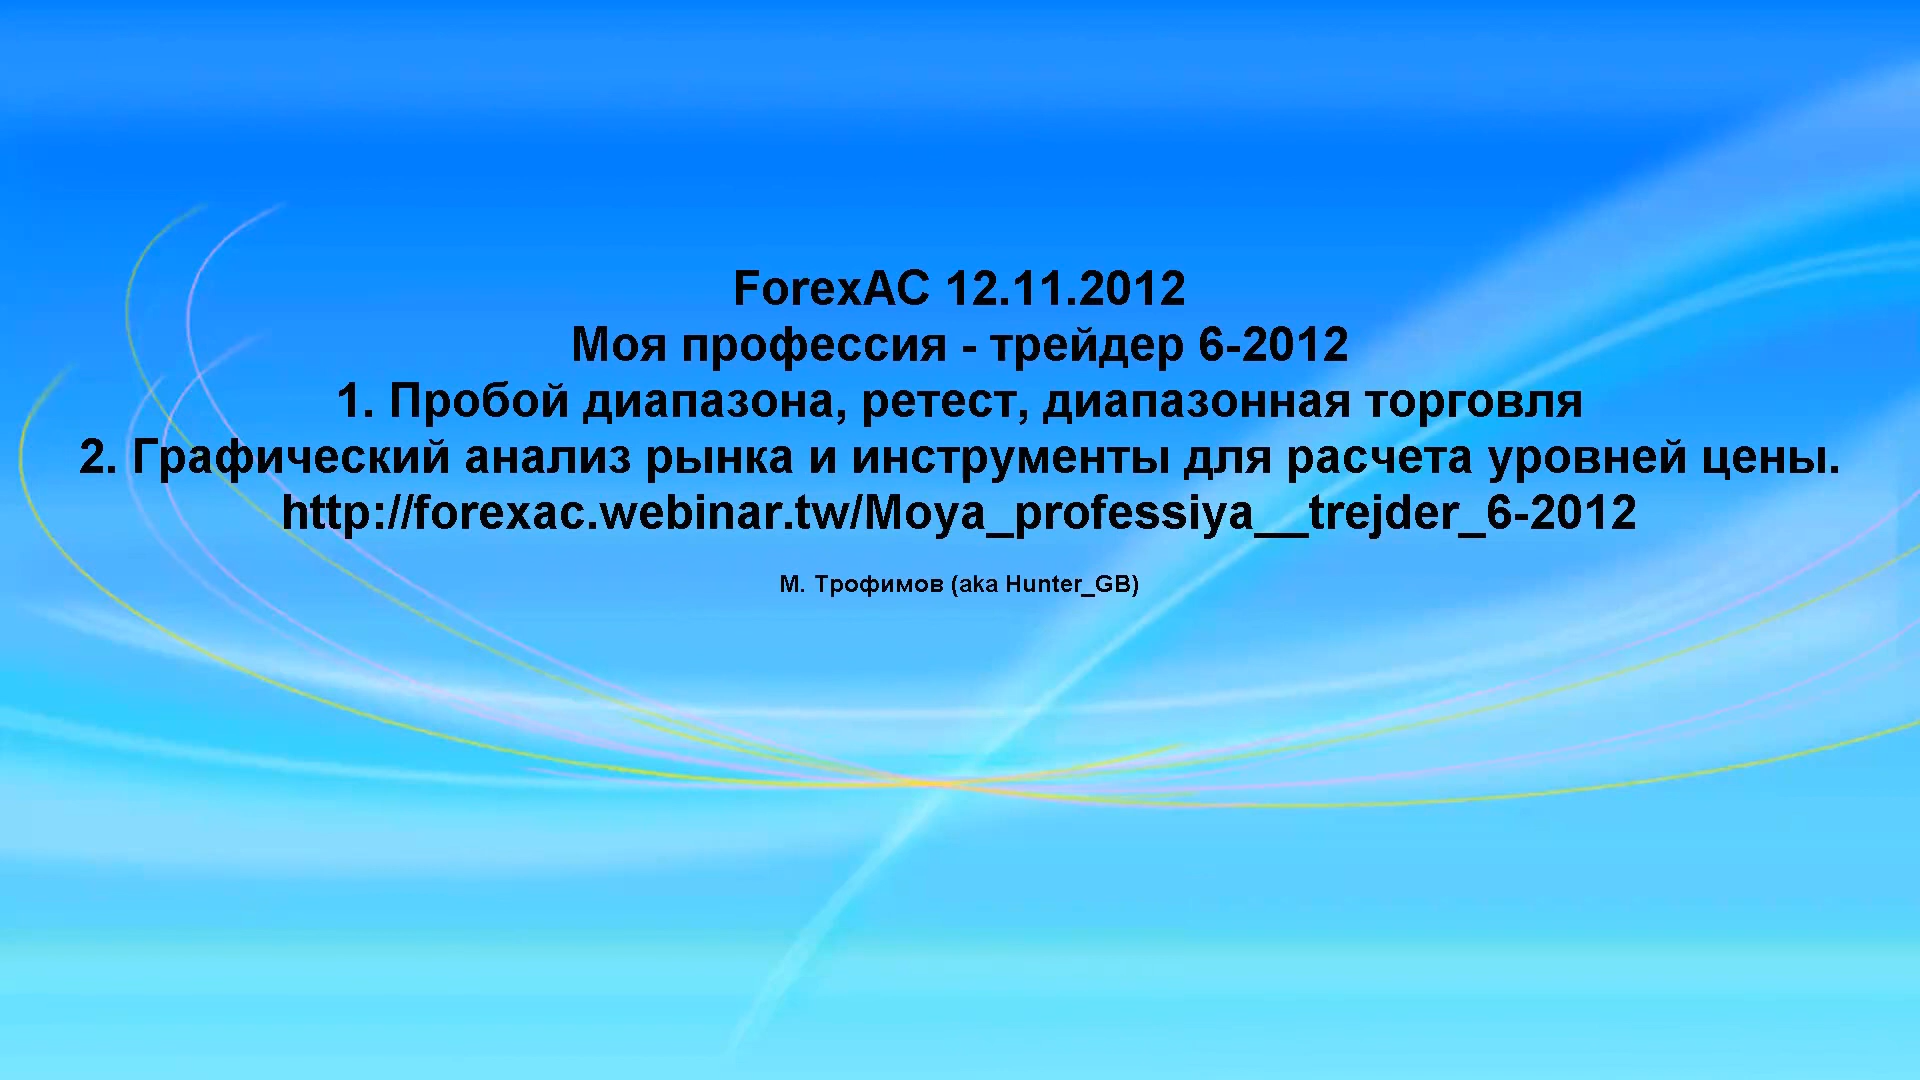 ForexAC 12.11.2012
Моя профессия - трейдер 6-2012
1. Пробой диапазона, ретест, диапазонная торговля
2. Графический анализ рынка и инструменты для расчета уровней цены.
http://forexac.webinar.tw/Moya_professiya__trejder_6-2012
М. Трофимов (aka Hunter_GB)